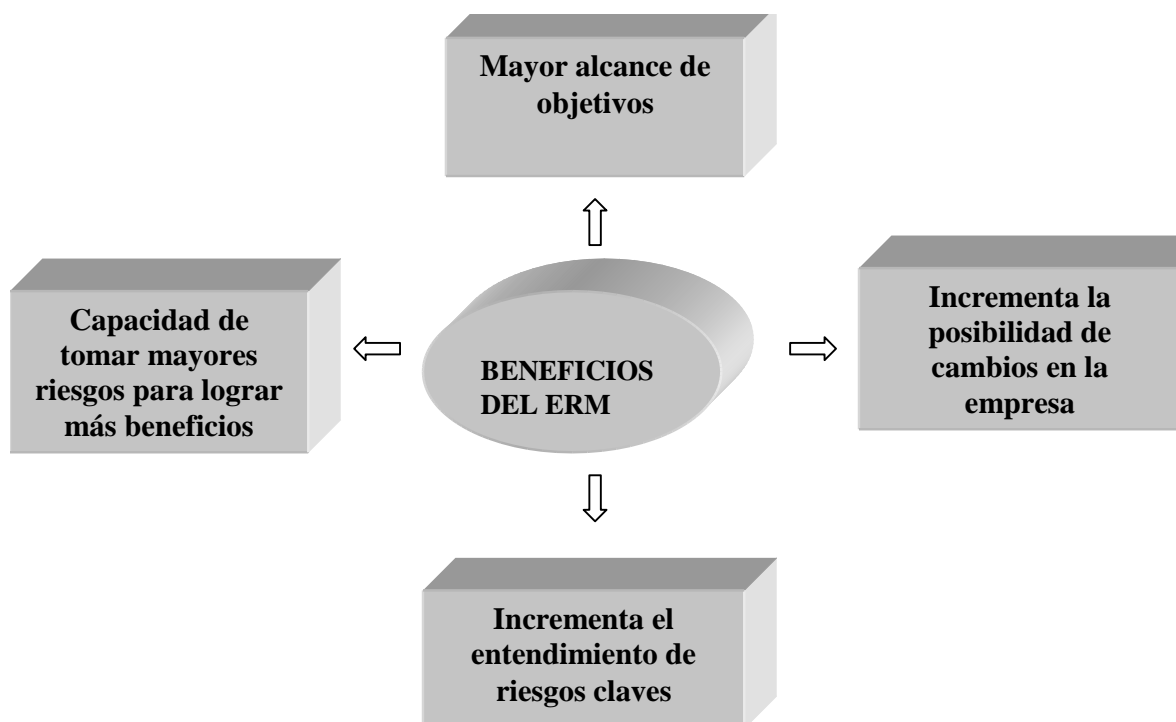 Mayor alcance de
objetivos
Capacidad de
tomar mayores
riesgos para lograr
más beneficios
BENEFICIOS
DEL ERM
Incrementa la
posibilidad de
cambios en la
empresa
Incrementa el
entendimiento de
riesgos claves